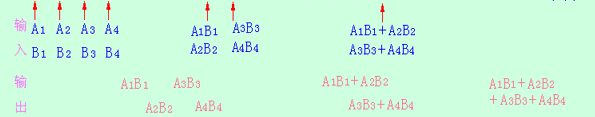 输 A1 A2 A3 A4 A1B1 A3B3 A1B1+A2B2
入 B1 B2 B3 B4 A2B2 A4B4 A3B3+A4B4
输 A1B1 A3B3 A1B1+A2B2 A1B1+A2B2
出 A2B2 A4B4 A3B3+A4B4 +A3B3+A4B4